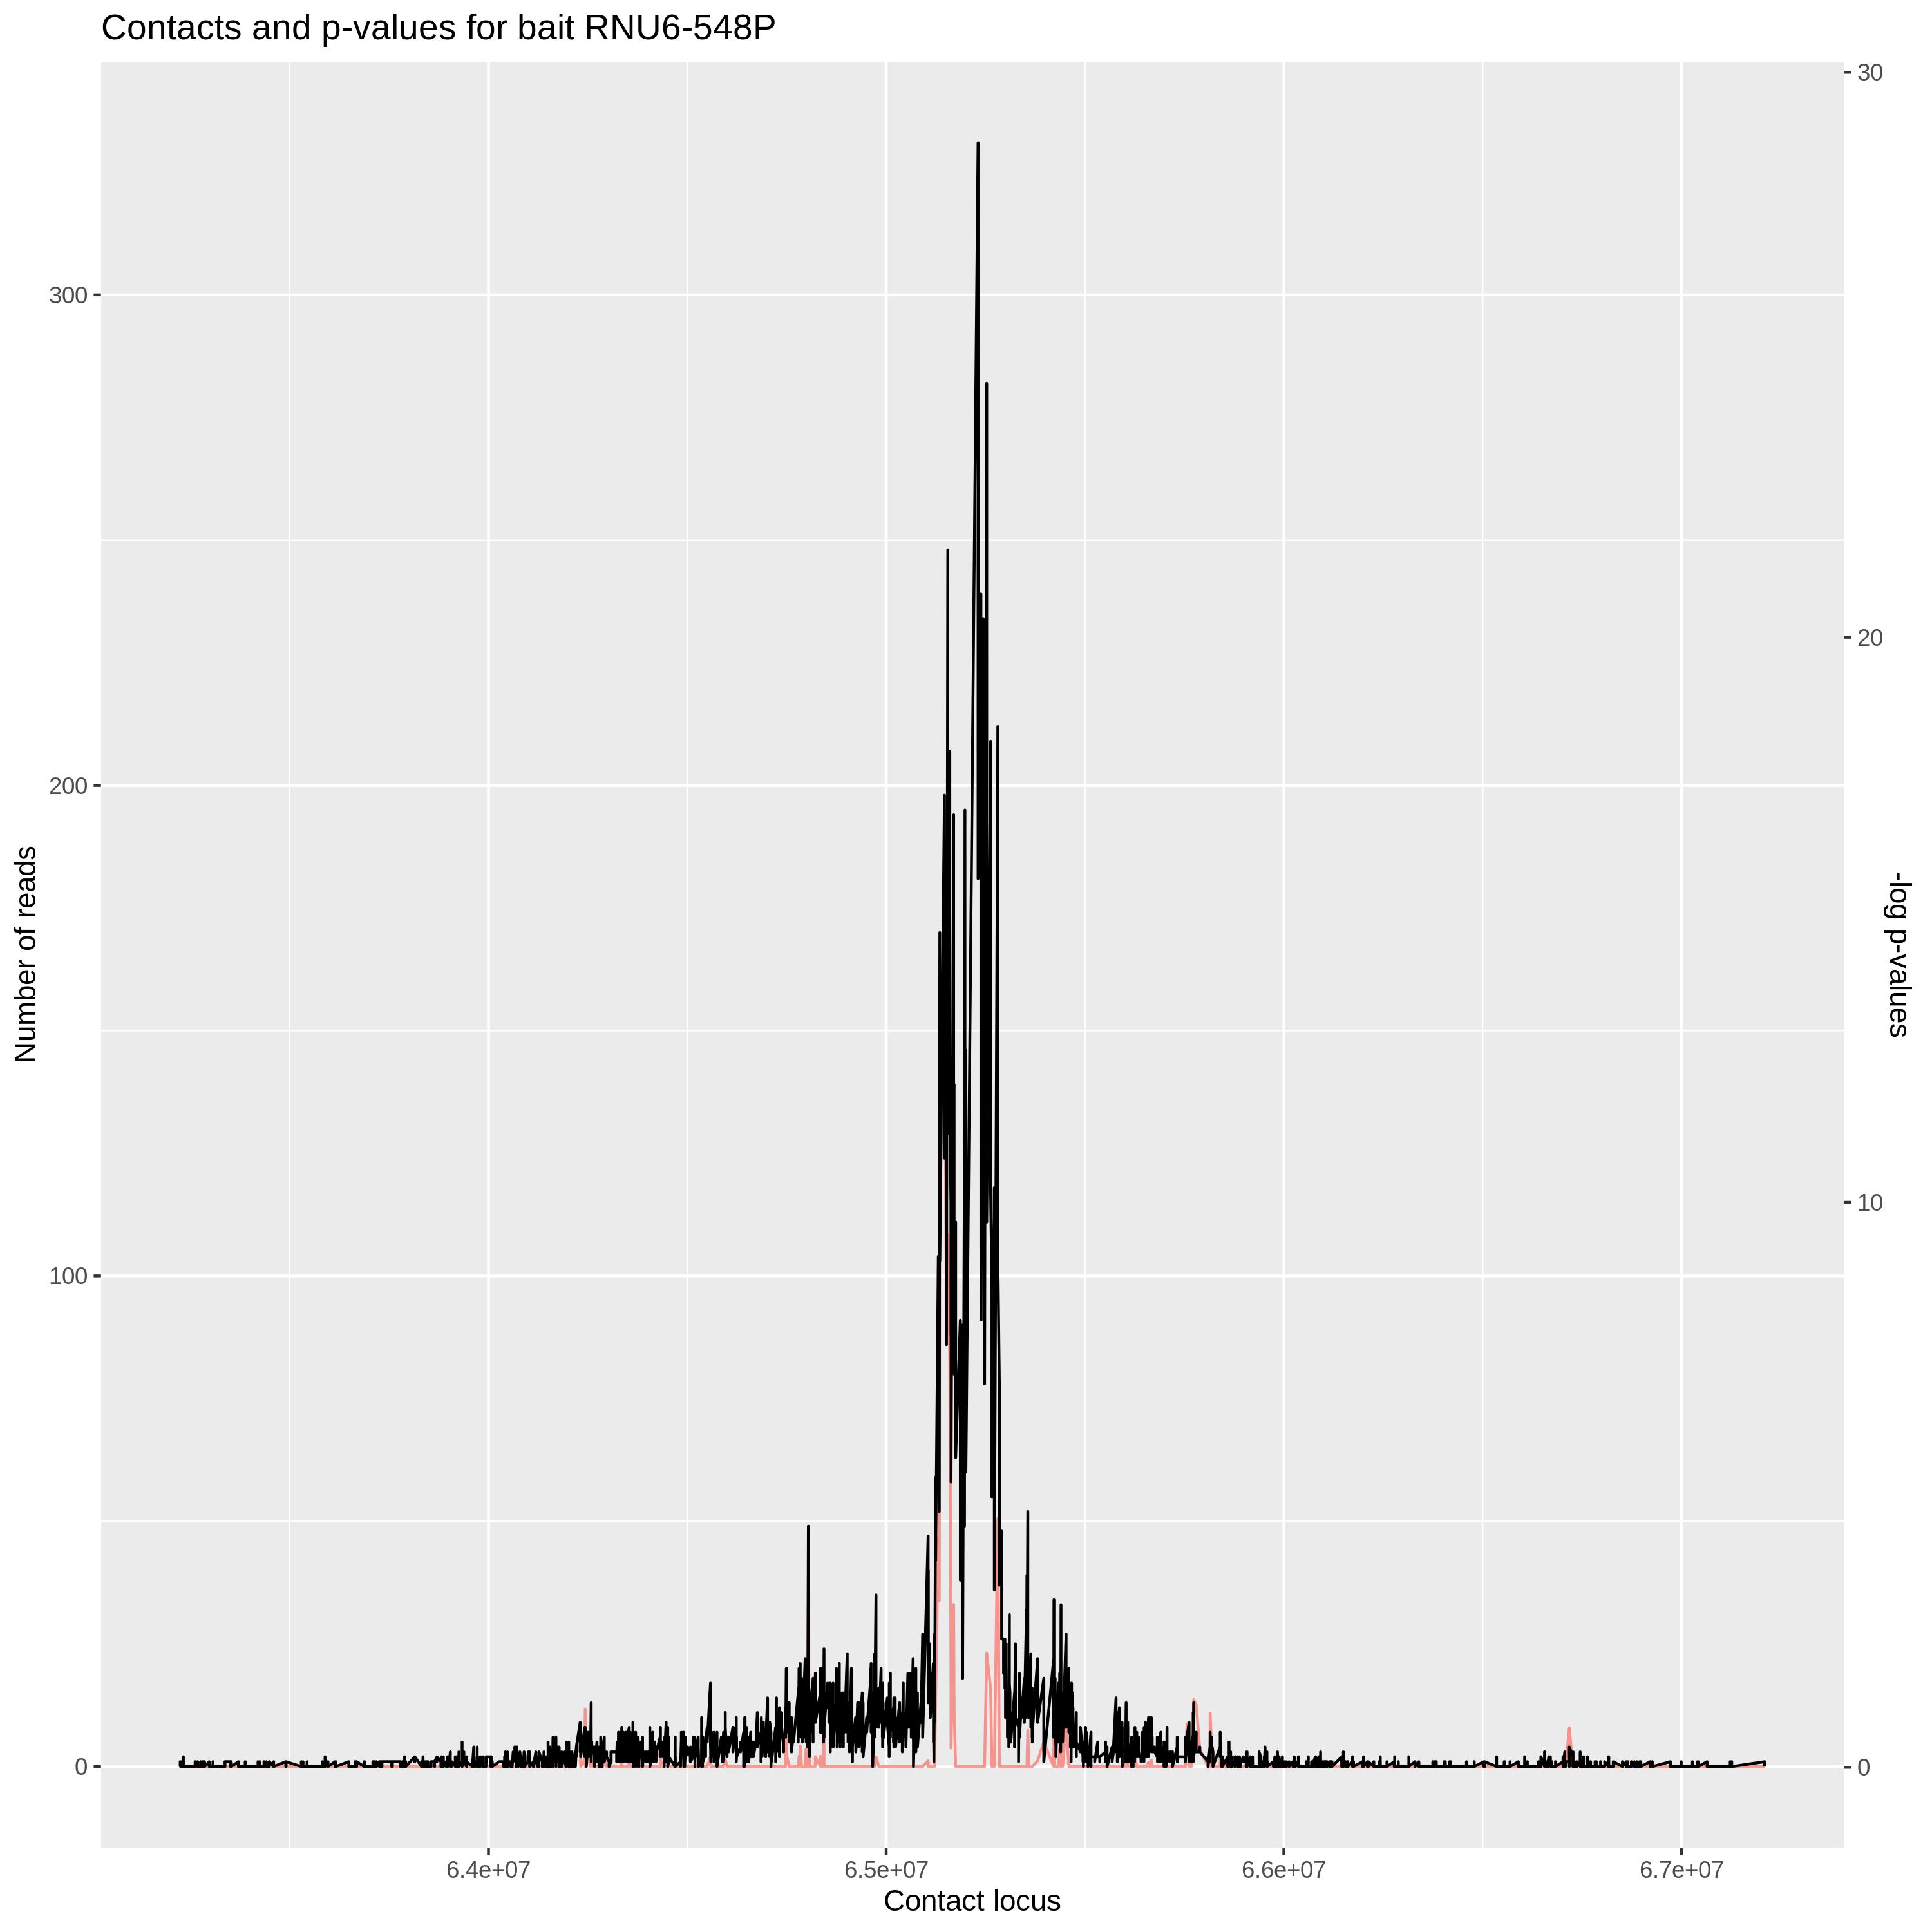 Contacts and p-values for bait RNU6-548P
30
300
20
200
Number of reads
-log p-values
10
100
0
0
6.4e+07
6.5e+07
6.6e+07
6.7e+07
Contact locus